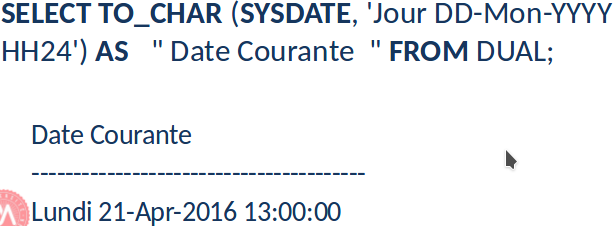 SELECT TO_CHAR (SYSDATE, 'Jour DD-Mon-YYYY
HH24') AS " Date Courante " FROM DUAL;
Date Courante
----------------------------------------
Lundi 21-Apr-2016 13:00:00